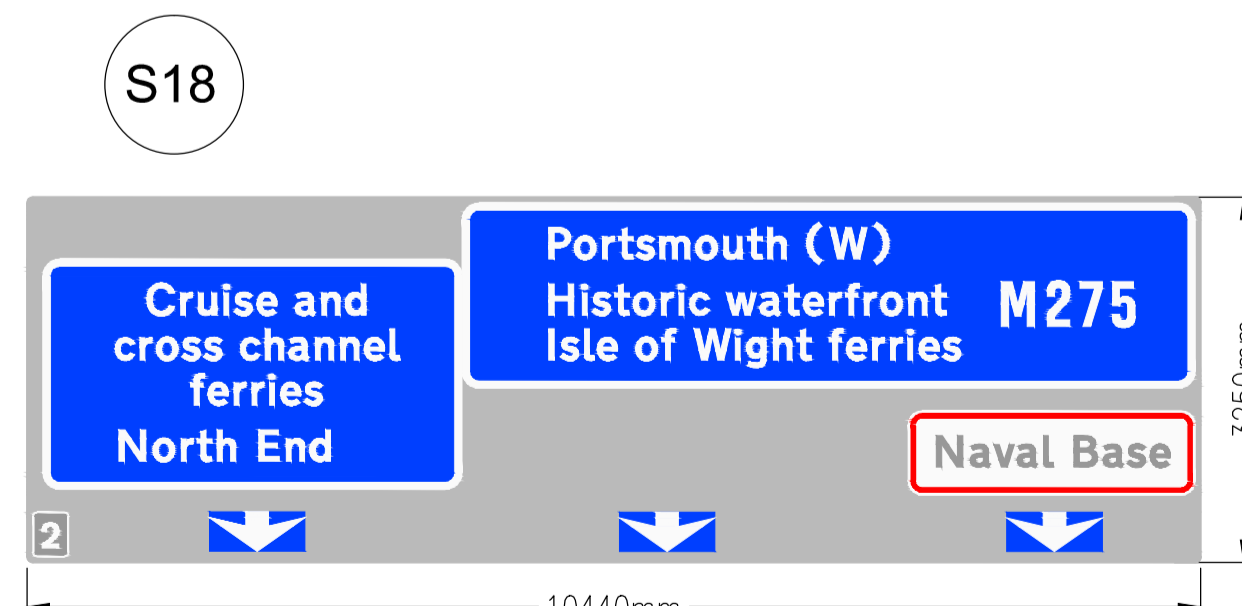 S18
Portsmouth (W)
Historic waterfront
Isle of Wight ferries
M275
Cruise and
cross channel
ferries
North End
Naval Base
2
10440mm
3250mm